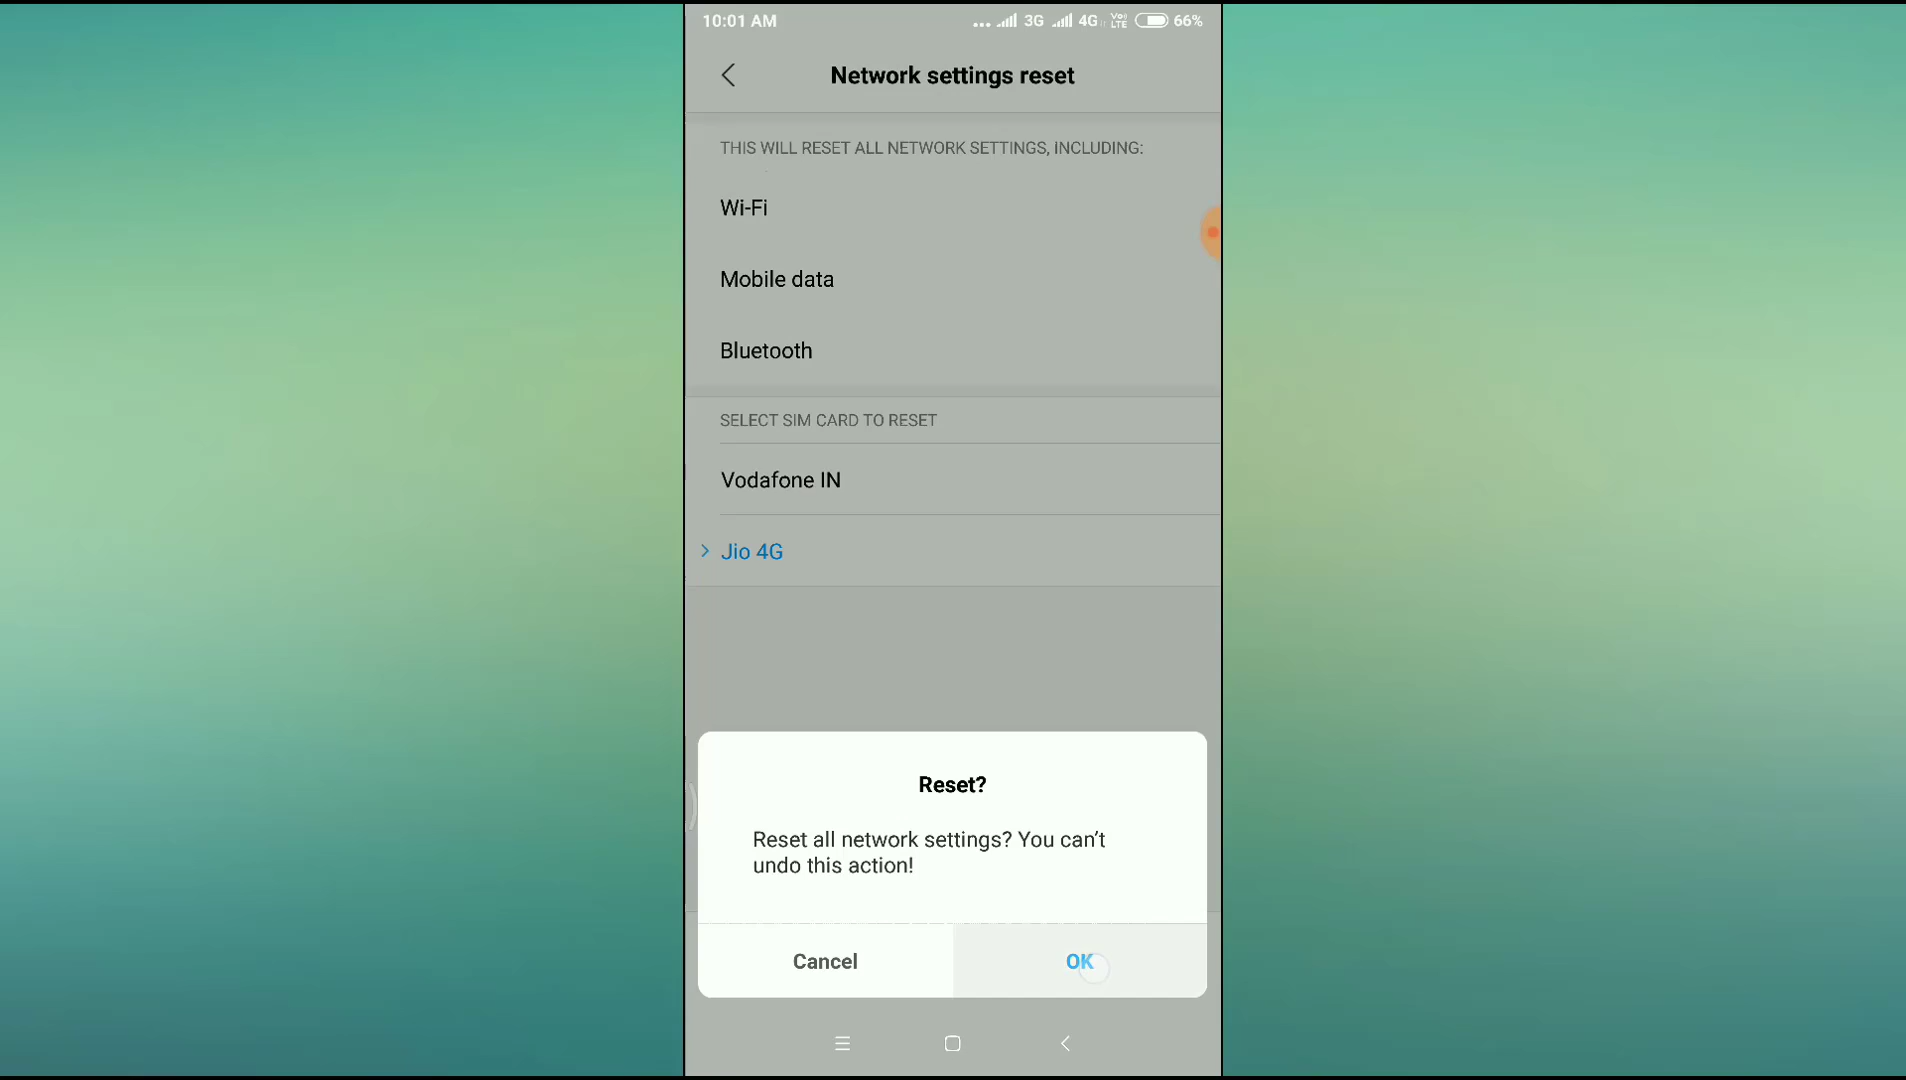 10:01 AM
3G 4G Vo) LTE 66%
Network settings reset
THIS WILL RESET ALL NETWORK SETTINGS, INCLUDING:
Wi-Fi
Mobile data
Bluetooth
SELECT SIM CARD TO RESET
Vodafone IN
Jio 4G
Reset?
Reset all network settings? You can’t
undo this action!
Cancel
OK